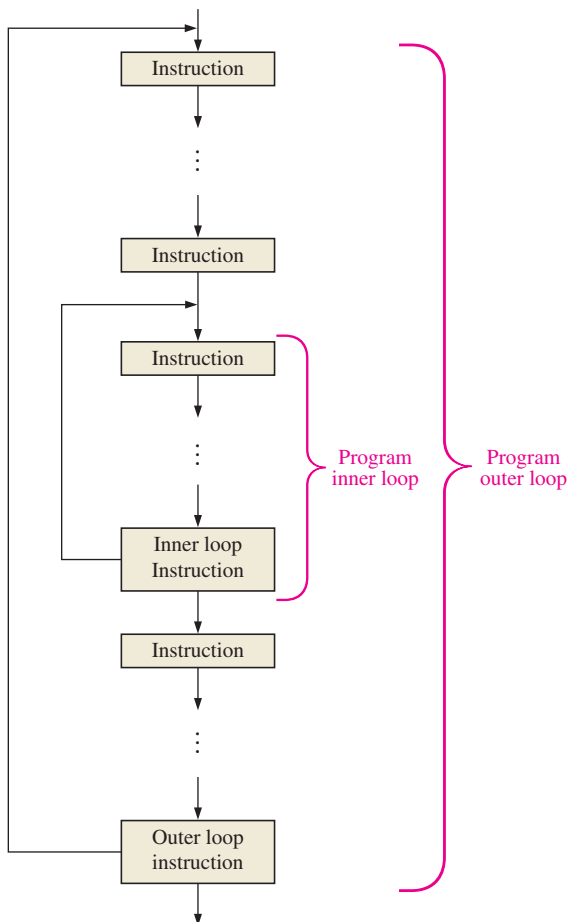 Instruction
Instruction
Instruction
Program
inner loop
Program
outer loop
Inner loop
Instruction
Instruction
Outer loop
instruction